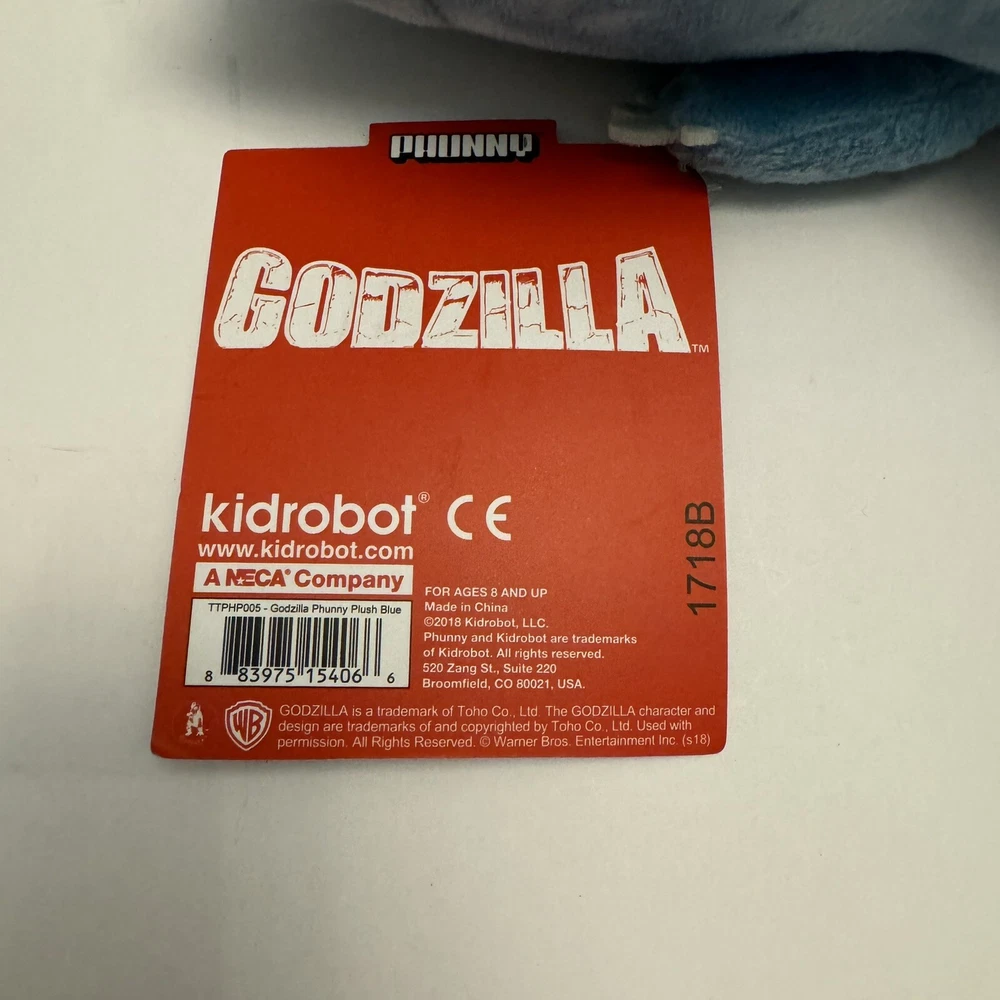 PHUNNY
GODZILLA™
kidrobot® CE
www.kidrobot.com
A NECA® Company
TTPHP005 - Godzilla Phunny Plush Blue
8 83975 15406 6
FOR AGES 8 AND UP
Made in China
©2018 Kidrobot, LLC.
Phunny and Kidrobot are trademarks
of Kidrobot. All rights reserved.
520 Zang St., Suite 220
Broomfield, CO 80021, USA.
1718B
WB
GODZILLA is a trademark of Toho Co., Ltd. The GODZILLA character and
design are trademarks of and copyrighted by Toho Co., Ltd. Used with
permission. All Rights Reserved. © Warner Bros. Entertainment Inc. (s18)